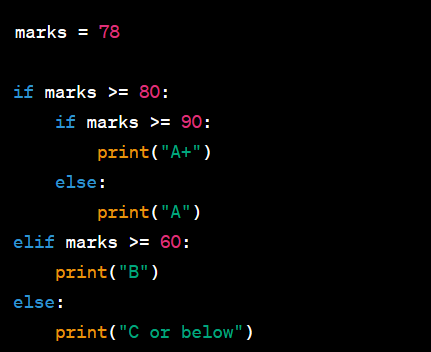 marks = 78
if marks >= 80:
    if marks >= 90:
        print("A+")
    else:
        print("A")
elif marks >= 60:
    print("B")
else:
    print("C or below")